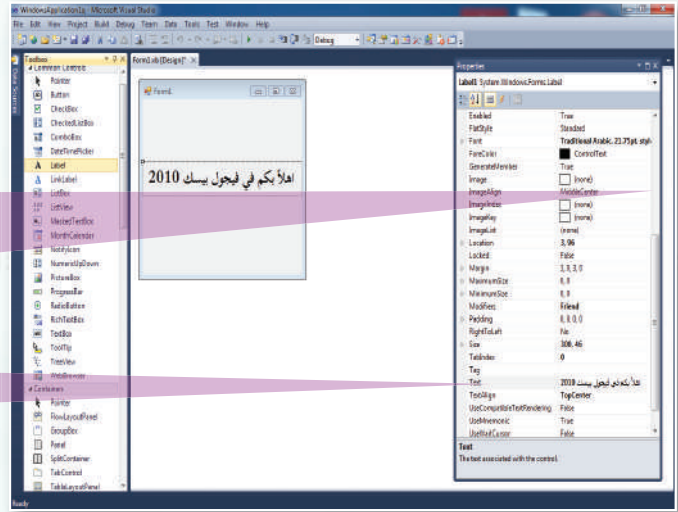 WindowsApplication1 - Microsoft Visual Studio
File Edit View Project Build Debug Team Data Tools Test Window Help
Debug
Toolbox
Common Controls
Pointer
Button
CheckBox
CheckedListBox
ComboBox
DateTimePicker
Label
LinkLabel
ListBox
ListView
MaskedTextBox
MonthCalendar
NotifyIcon
NumericUpDown
PictureBox
ProgressBar
RadioButton
RichTextBox
TextBox
ToolTip
TreeView
WebBrowser
Containers
Pointer
FlowLayoutPanel
GroupBox
Panel
SplitContainer
TabControl
TableLayoutPanel
Data Sources
Form1.vb [Design]*
Form1
اهلاً بكم في فيجول بيسك 2010
Properties
Label1 System.Windows.Forms.Label
Enabled True
FlatStyle Standard
Font Traditional Arabic, 21.75pt, styl
ForeColor ControlText
GenerateMember True
Image (none)
ImageAlign MiddleCenter
ImageIndex (none)
ImageKey (none)
ImageList (none)
Location 3, 96
Locked False
Margin 3, 0, 3, 0
MaximumSize 0, 0
MinimumSize 0, 0
Modifiers Friend
Padding 0, 0, 0, 0
RightToLeft No
Size 300, 46
TabIndex 0
Tag
Text اهلاً بكم في فيجول بيسك 2010
TextAlign TopCenter
UseCompatibleTextRendering False
UseMnemonic True
UseWaitCursor False
Text
The text associated with the control.
Ready